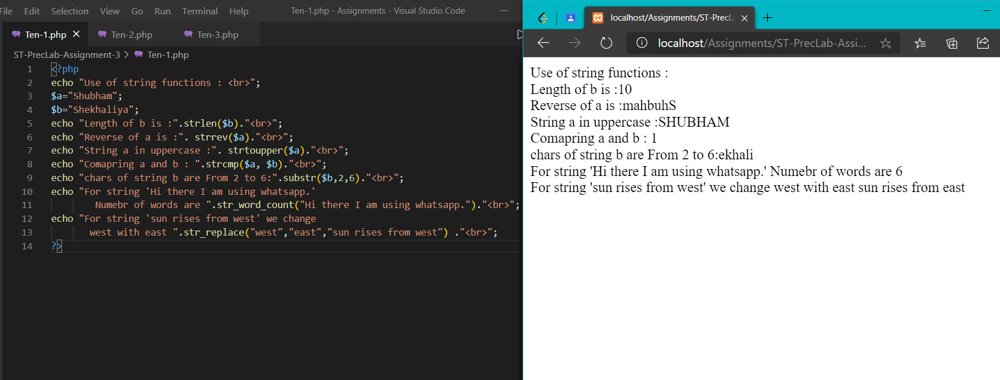 File Edit Selection View Go Run Terminal Help Ten-1.php - Assignments - Visual Studio Code
Ten-1.php Ten-2.php Ten-3.php
ST-PrecLab-Assignment-3 > Ten-1.php
1 <?php
2 echo "Use of string functions : <br>";
3 $a="Shubham";
4 $b="Shekhaliya";
5 echo "Length of b is :".strlen($b)."<br>";
6 echo "Reverse of a is :". strrev($a)."<br>";
7 echo "String a in uppercase :". strtoupper($a)."<br>";
8 echo "Comapring a and b : ".strcmp($a, $b)."<br>";
9 echo "chars of string b are From 2 to 6:".substr($b,2,6)."<br>";
10 echo "For string 'Hi there I am using whatsapp.'
11 Numebr of words are ".str_word_count("Hi there I am using whatsapp.")."<br>";
12 echo "For string 'sun rises from west' we change
13 west with east ".str_replace("west","east","sun rises from west") ."<br>";
14 ?>
localhost/Assignments/ST-PrecL
localhost/Assignments/ST-PrecLab-Assi...
Use of string functions :
Length of b is :10
Reverse of a is :mahbuhS
String a in uppercase :SHUBHAM
Comapring a and b : 1
chars of string b are From 2 to 6:ekhali
For string 'Hi there I am using whatsapp.' Numebr of words are 6
For string 'sun rises from west' we change west with east sun rises from east